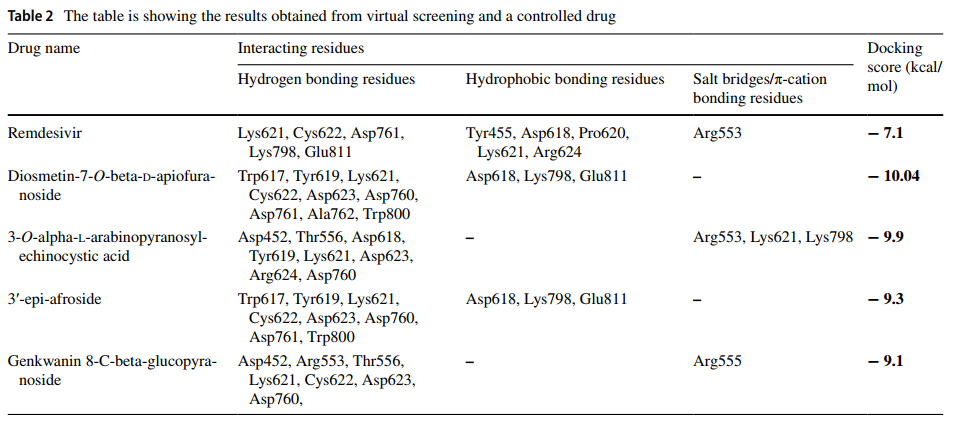 Table 2 The table is showing the results obtained from virtual screening and a controlled drug
Drug name Interacting residues Docking score (kcal/mol)
Hydrogen bonding residues Hydrophobic bonding residues Salt bridges/π-cation bonding residues
Remdesivir Lys621, Cys622, Asp761, Tyr455, Asp618, Pro620, Arg553 − 7.1
Lys798, Glu811 Lys621, Arg624
Diosmetin-7-O-beta-D-apiofura- Trp617, Tyr619, Lys621, Asp618, Lys798, Glu811 – − 10.04
noside Cys622, Asp623, Asp760,
Asp761, Ala762, Trp800
3-O-alpha-L-arabinopyranosyl- Asp452, Thr556, Asp618, – Arg553, Lys621, Lys798 − 9.9
echinocystic acid Tyr619, Lys621, Asp623,
Arg624, Asp760
3′-epi-afroside Trp617, Tyr619, Lys621, Asp618, Lys798, Glu811 – − 9.3
Cys622, Asp623, Asp760,
Asp761, Trp800
Genkwanin 8-C-beta-glucopyra- Asp452, Arg553, Thr556, – Arg555 − 9.1
noside Lys621, Cys622, Asp623,
Asp760,